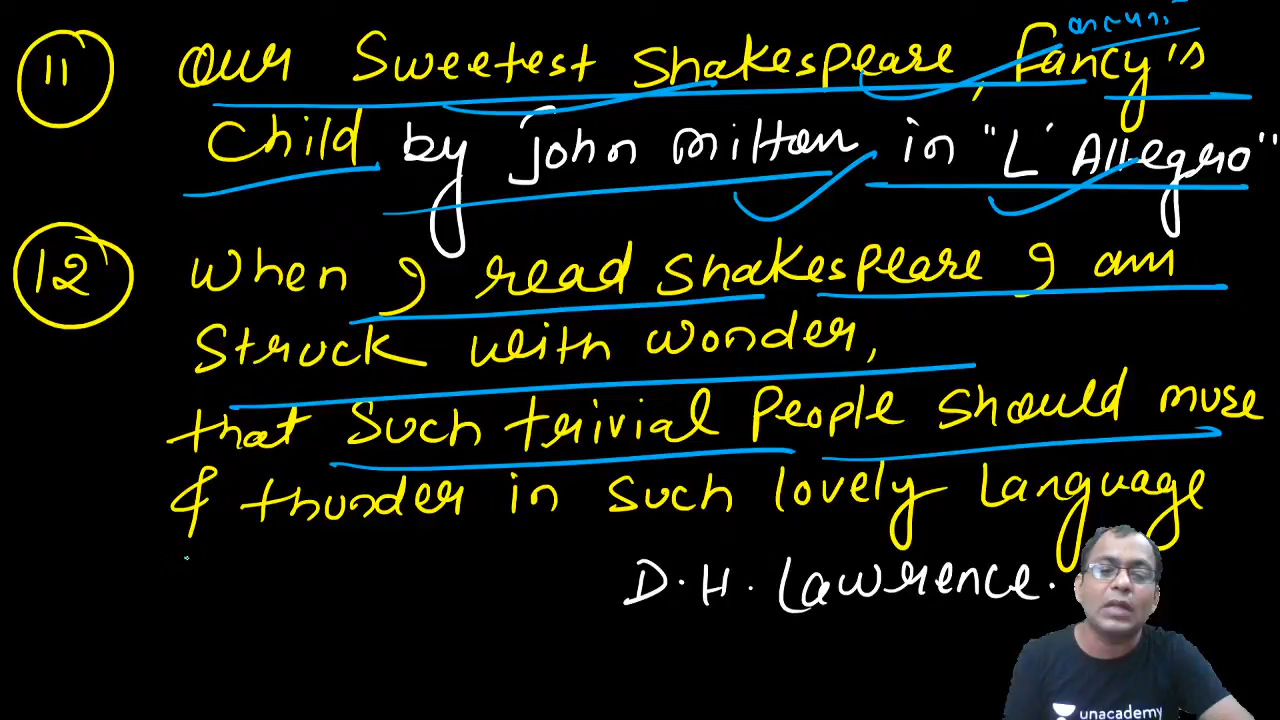 11 Our Sweetest Shakespeare, fancy's
Child by John Milton in "L' Allegro"
12 When I read Shakespeare I am
Struck with wonder,
that Such trivial People should muse
& thunder in such lovely Language
D. H. Lawrence.
unacademy